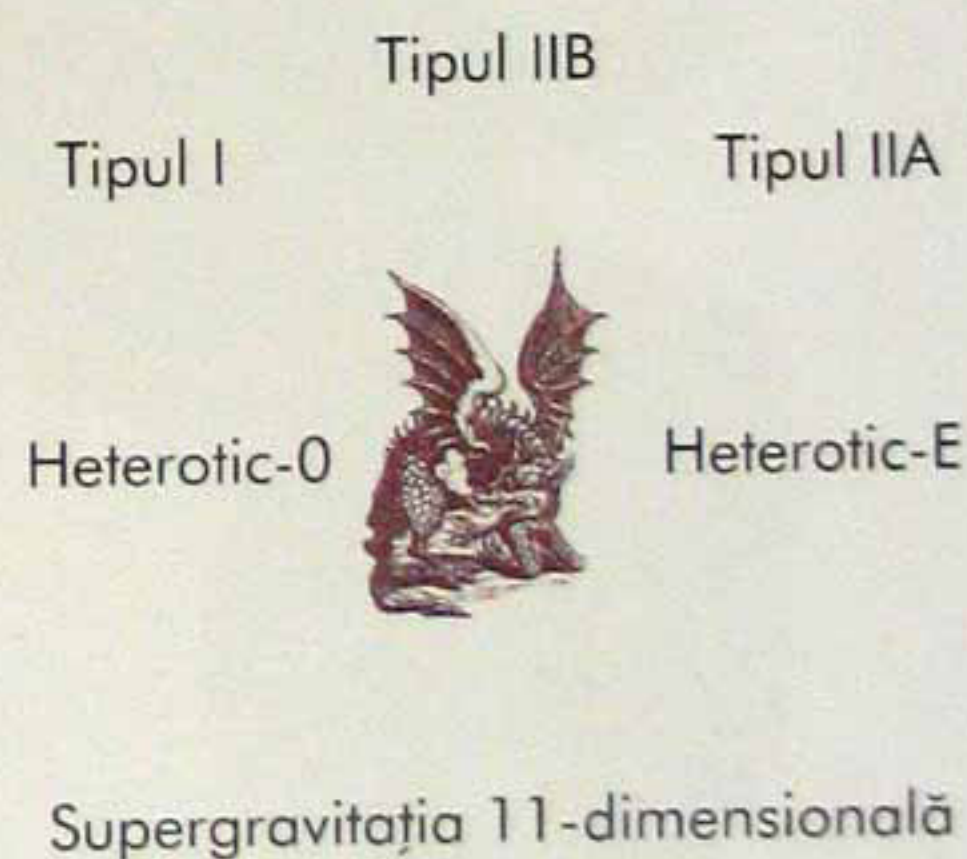 Tipul IIB
Tipul I
Tipul IIA
Heterotic-0
Heterotic-E
Supergravitația 11-dimensională